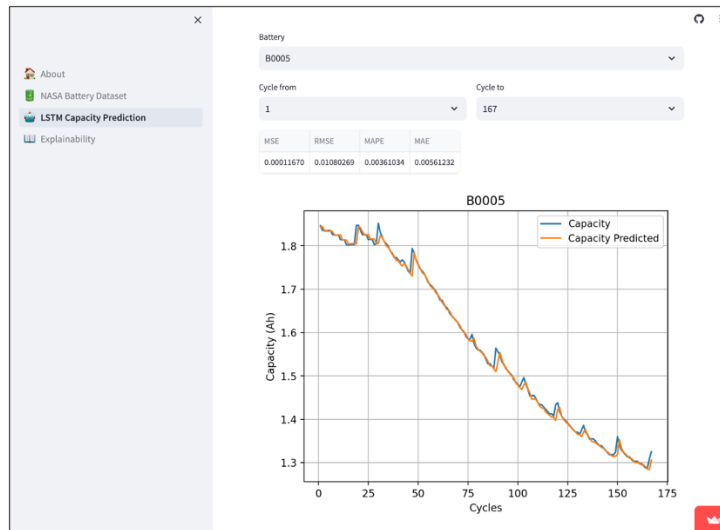 About
NASA Battery Dataset
LSTM Capacity Prediction
Explainability
Battery
B0005
Cycle from
Cycle to
1
167
MSE RMSE MAPE MAE
0.00011670 0.01080269 0.00361034 0.00561232
B0005
Capacity
Capacity Predicted
Capacity (Ah)
1.8
1.7
1.6
1.5
1.4
1.3
0 25 50 75 100 125 150 175
Cycles